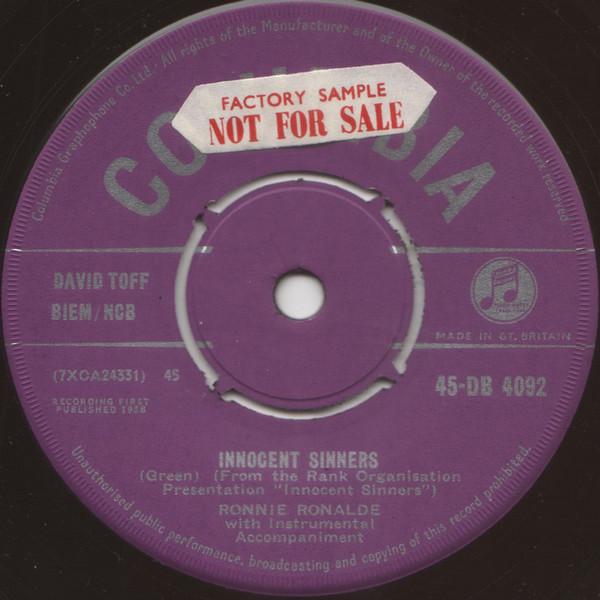 Columbia Graphophone Co. Ltd. All rights of the Manufacturer and of the Owner of the recorded work reserved
CO BIA
FACTORY SAMPLE
NOT FOR SALE
DAVID TOFF
BIEM/NCB
MADE IN GT. BRITAIN
(7XCA24331) 45
45-DB 4092
RECORDING FIRST
PUBLISHED 1958
INNOCENT SINNERS
(Green) (From the Rank Organisation
Presentation "Innocent Sinners")
RONNIE RONALDE
with Instrumental
Accompaniment
Unauthorised public performance, broadcasting and copying of this record prohibited.